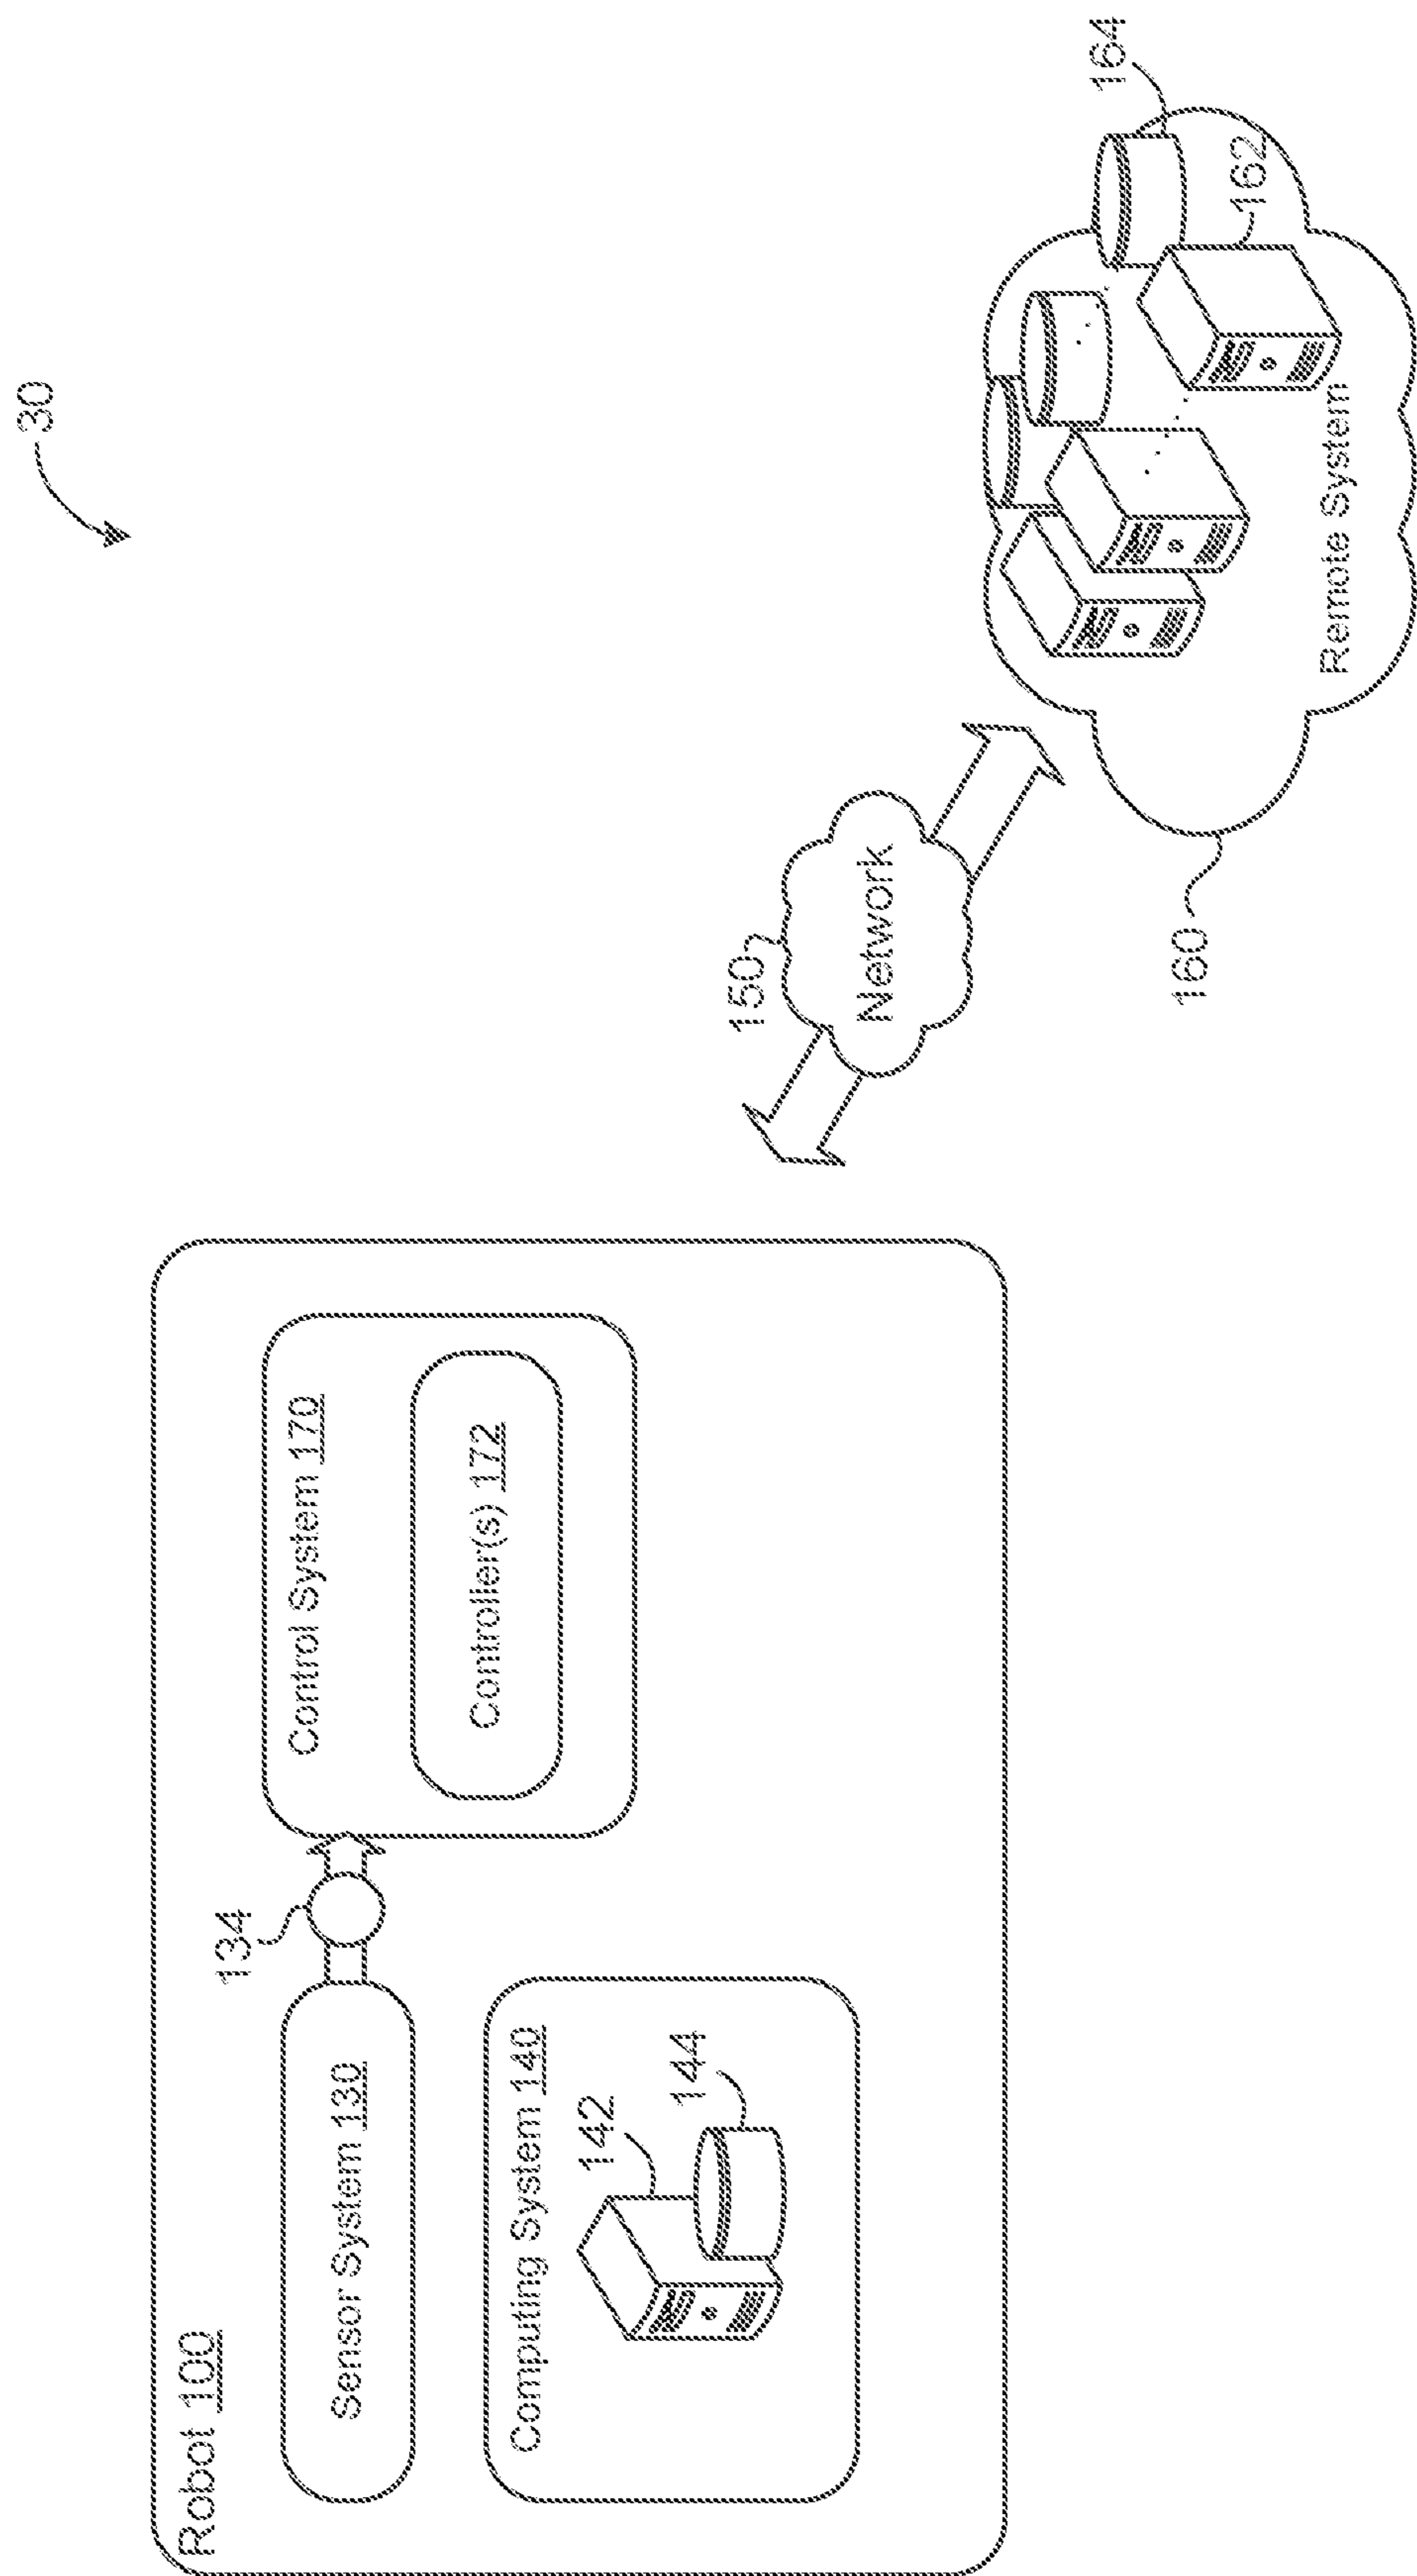 30
Robot 100
134
Sensor System 130
Control System 170
Controller(s) 172
Computing System 140
142
144
150
Network
164
162
Remote System
160